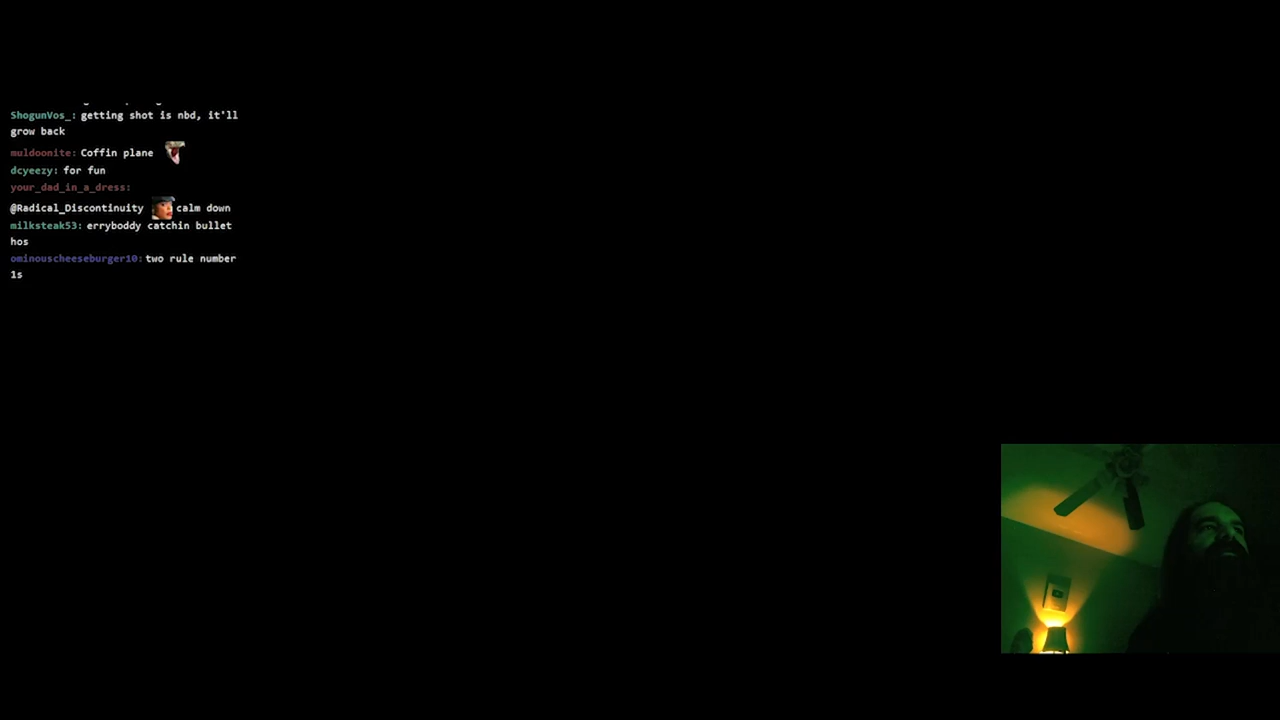 ShogunVos_: getting shot is nbd, it'll
grow back
muldoonite: Coffin plane
dcyeezy: for fun
your_dad_in_a_dress:
@Radical_Discontinuity calm down
milksteak53: erryboddy catchin bullet
hos
ominouscheeseburger10: two rule number
1s